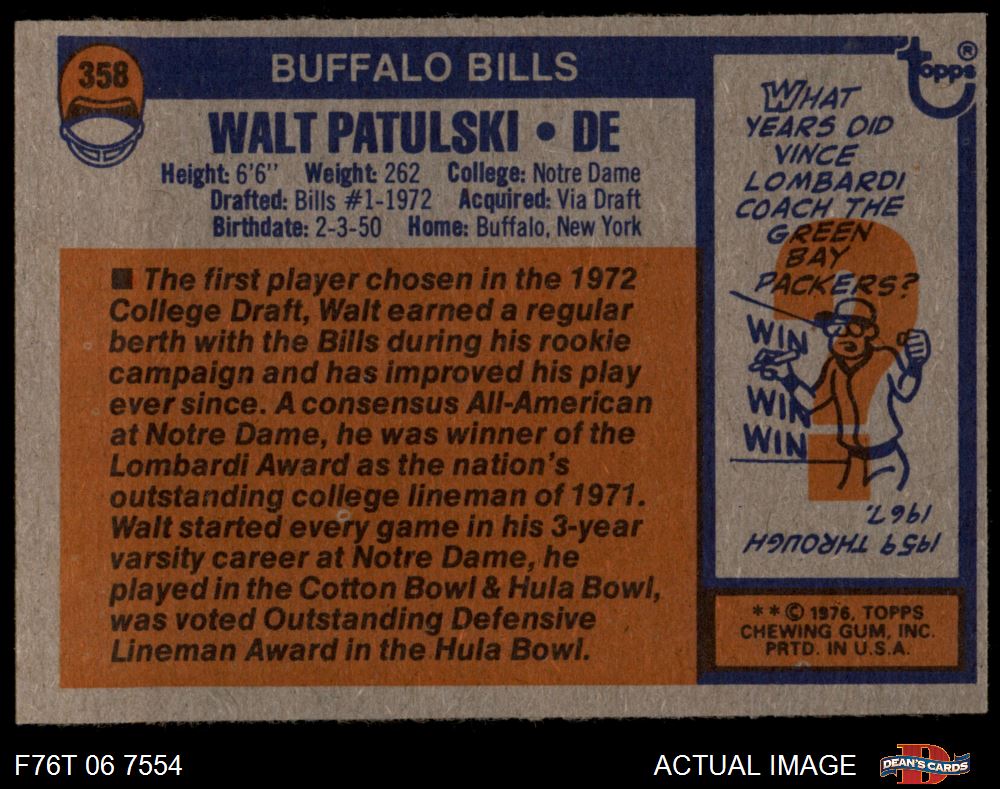 358
BUFFALO BILLS
WALT PATULSKI • DE
Height: 6'6" Weight: 262 College: Notre Dame
Drafted: Bills #1-1972 Acquired: Via Draft
Birthdate: 2-3-50 Home: Buffalo, New York
■ The first player chosen in the 1972
College Draft, Walt earned a regular
berth with the Bills during his rookie
campaign and has improved his play
ever since. A consensus All-American
at Notre Dame, he was winner of the
Lombardi Award as the nation's
outstanding college lineman of 1971.
Walt started every game in his 3-year
varsity career at Notre Dame, he
played in the Cotton Bowl & Hula Bowl,
was voted Outstanding Defensive
Lineman Award in the Hula Bowl.
topps ®
WHAT
YEARS DID
VINCE
LOMBARDI
COACH THE
GREEN
BAY
PACKERS?
WIN
WIN
WIN
1959 THROUGH
1967.
**© 1976, TOPPS
CHEWING GUM, INC.
PRTD. IN U.S.A.
F76T 06 7554
ACTUAL IMAGE
DEAN'S CARDS